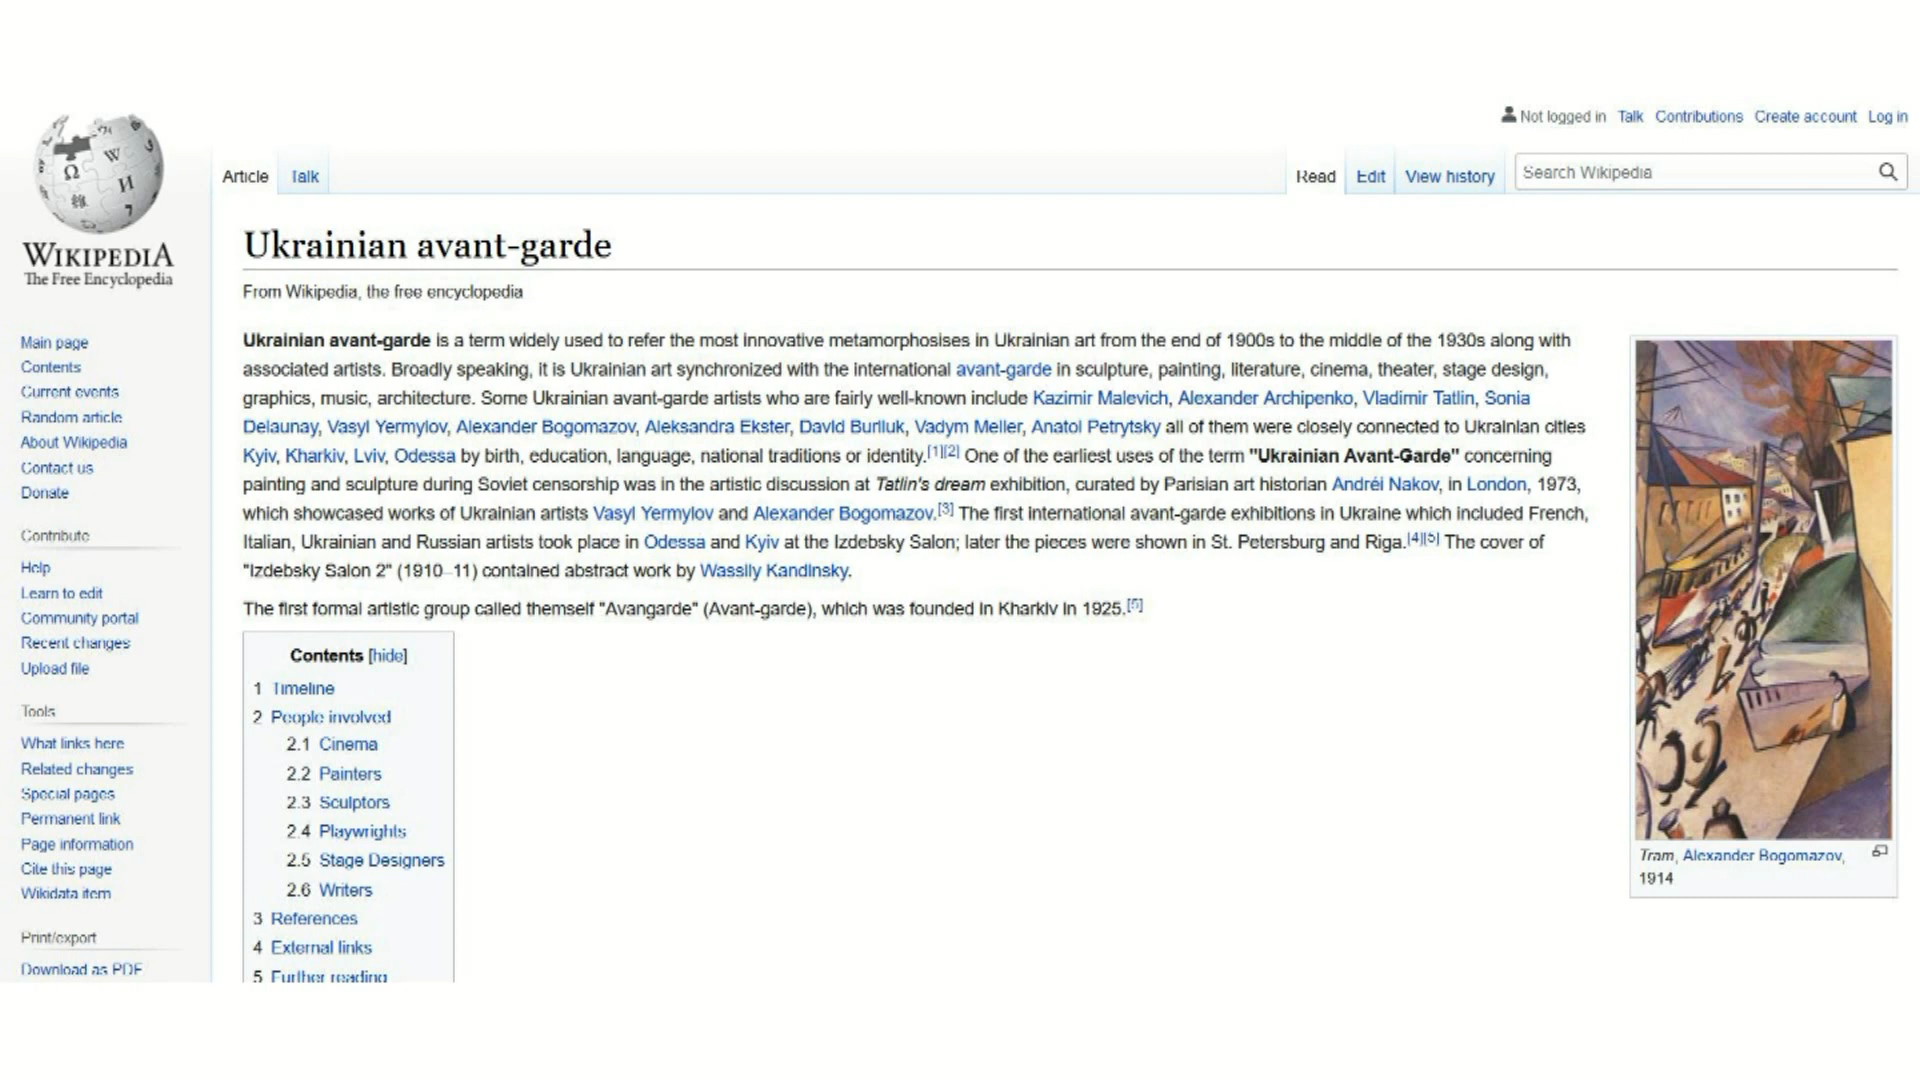 Not logged in Talk Contributions Create account Log in
Article Talk Read Edit View history Search Wikipedia
WIKIPEDIA
The Free Encyclopedia
Main page
Contents
Current events
Random article
About Wikipedia
Contact us
Donate
Contribute
Help
Learn to edit
Community portal
Recent changes
Upload file
Tools
What links here
Related changes
Special pages
Permanent link
Page information
Cite this page
Wikidata item
Print/export
Download as PDF
Ukrainian avant-garde
From Wikipedia, the free encyclopedia
Ukrainian avant-garde is a term widely used to refer the most innovative metamorphosises in Ukrainian art from the end of 1900s to the middle of the 1930s along with
associated artists. Broadly speaking, it is Ukrainian art synchronized with the international avant-garde in sculpture, painting, literature, cinema, theater, stage design,
graphics, music, architecture. Some Ukrainian avant-garde artists who are fairly well-known include Kazimir Malevich, Alexander Archipenko, Vladimir Tatlin, Sonia
Delaunay, Vasyl Yermylov, Alexander Bogomazov, Aleksandra Ekster, David Burliuk, Vadym Meller, Anatol Petrytsky all of them were closely connected to Ukrainian cities
Kyiv, Kharkiv, Lviv, Odessa by birth, education, language, national traditions or identity.[1][2] One of the earliest uses of the term "Ukrainian Avant-Garde" concerning
painting and sculpture during Soviet censorship was in the artistic discussion at Tatlin's dream exhibition, curated by Parisian art historian Andréi Nakov, in London, 1973,
which showcased works of Ukrainian artists Vasyl Yermylov and Alexander Bogomazov.[3] The first international avant-garde exhibitions in Ukraine which included French,
Italian, Ukrainian and Russian artists took place in Odessa and Kyiv at the Izdebsky Salon; later the pieces were shown in St. Petersburg and Riga.[4][5] The cover of
"Izdebsky Salon 2" (1910–11) contained abstract work by Wassily Kandinsky.
The first formal artistic group called themself "Avangarde" (Avant-garde), which was founded in Kharkiv in 1925.[5]
Contents [hide]
1 Timeline
2 People involved
2.1 Cinema
2.2 Painters
2.3 Sculptors
2.4 Playwrights
2.5 Stage Designers
2.6 Writers
3 References
4 External links
5 Further reading
Tram, Alexander Bogomazov,
1914